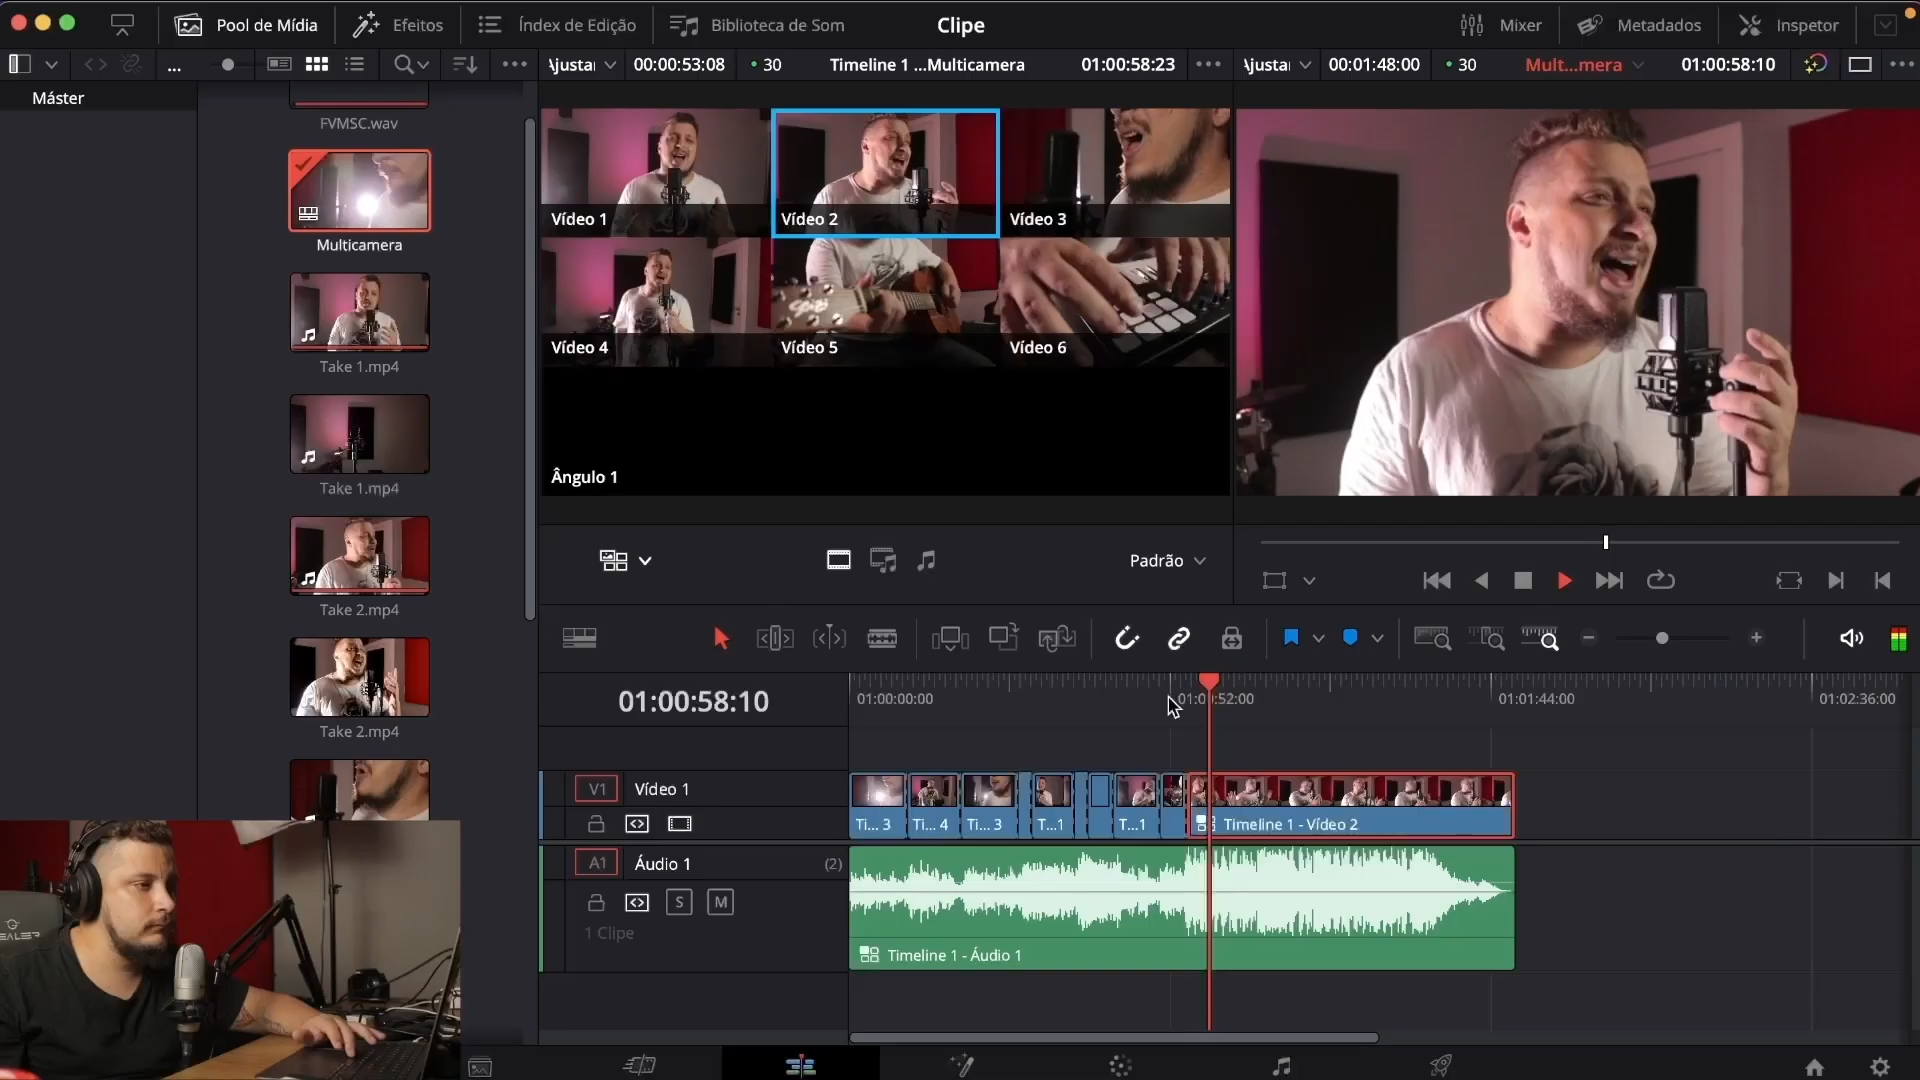 Pool de Mídia
Efeitos
Índice de Edição
Biblioteca de Som
Clipe
Mixer
Metadados
Inspetor
...
00:00:53:08
30
Timeline 1 ...Multicamera
01:00:58:23
00:01:48:00
30
Mult...mera
01:00:58:10
Máster
FVMSC.wav
Multicamera
Take 1.mp4
Take 1.mp4
Take 2.mp4
Take 2.mp4
Vídeo 1
Vídeo 2
Vídeo 3
Vídeo 4
Vídeo 5
Vídeo 6
Ângulo 1
Padrão
01:00:58:10
01:00:00:00
01:00:52:00
01:01:44:00
01:02:36:00
V1
Vídeo 1
Ti... 3
Ti... 4
Ti... 3
T...1
T...1
Timeline 1 - Vídeo 2
A1
Áudio 1
(2)
S
M
1 Clipe
Timeline 1 - Áudio 1